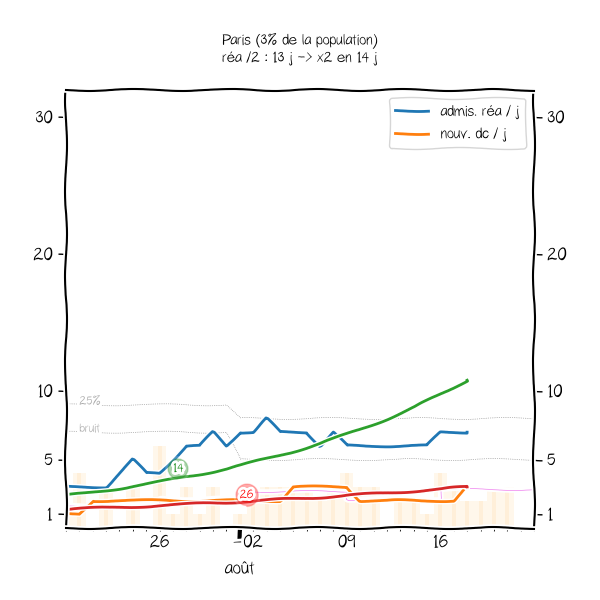 Paris (3% de la population)
réa /2 : 13 j -> x2 en 14 j
admis. réa / j
nouv. dc / j
30
30
20
20
10
10
25%
bruit
5
5
14
26
1
1
26
02
09
16
août